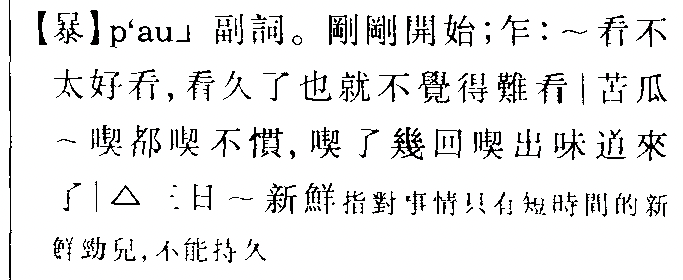 【暴】pʻau˩ 副詞。剛剛開始;乍:～看不
太好看,看久了也就不覺得難看|苦瓜
～喫都喫不慣,喫了幾回喫出味道來
了|△三日～新鮮指對事情只有短時間的新
鮮勁兒,不能持久